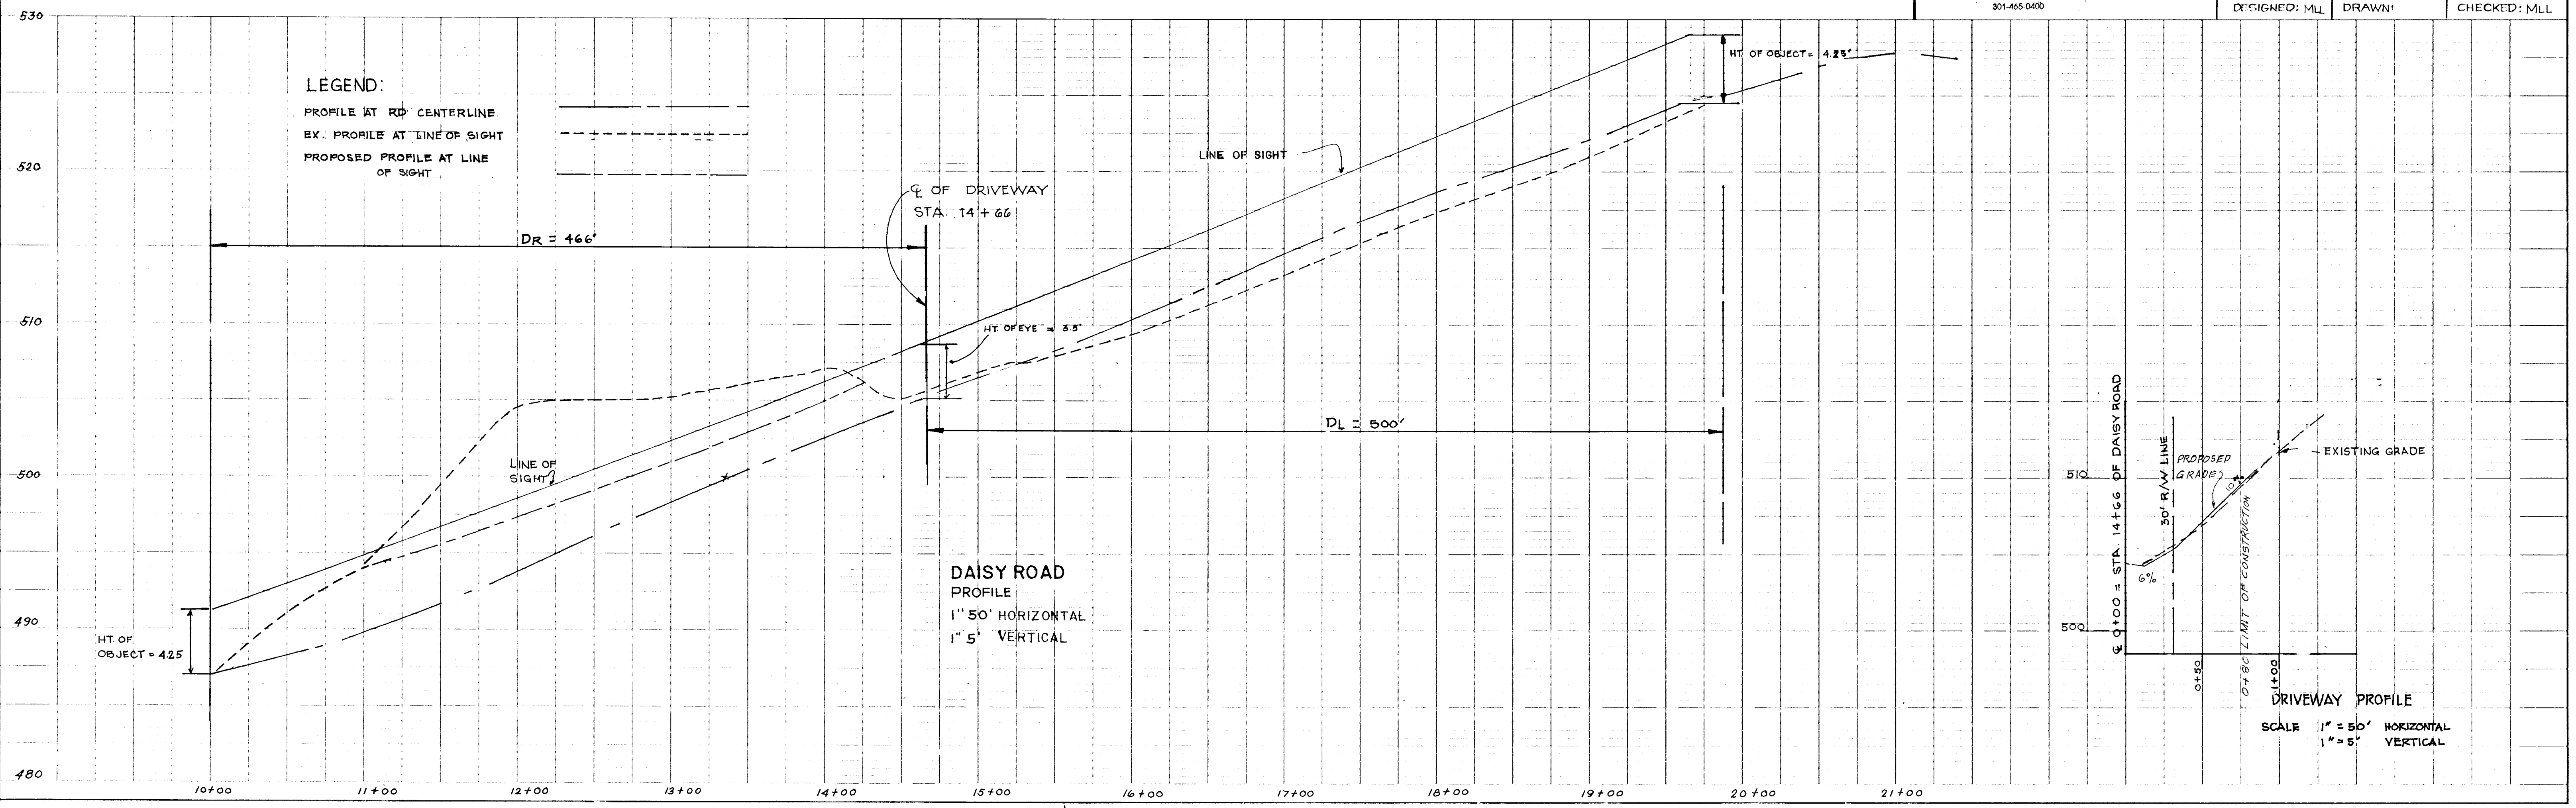 301-465-0400
DESIGNED: MLL
DRAWN:
CHECKED: MLL
530
520
510
500
490
480
LEGEND:
PROFILE AT RD CENTERLINE
EX. PROFILE AT LINE OF SIGHT
PROPOSED PROFILE AT LINE
OF SIGHT
℄ OF DRIVEWAY
STA. 14+66
DR = 466'
LINE OF SIGHT
HT. OF OBJECT = 4.25'
HT. OF EYE = 3.5'
DL = 500'
LINE OF
SIGHT
HT. OF
OBJECT = 4.25
DAISY ROAD
PROFILE
1" 50' HORIZONTAL
1" 5' VERTICAL
10+00
11+00
12+00
13+00
14+00
15+00
16+00
17+00
18+00
19+00
20+00
21+00
℄ 0+00 = STA. 14+66 OF DAISY ROAD
30' R/W LINE
PROPOSED
GRADE
10%
EXISTING GRADE
510
500
6%
0+80 LIMIT OF CONSTRUCTION
0+50
1+00
DRIVEWAY PROFILE
SCALE 1" = 50' HORIZONTAL
1" = 5' VERTICAL